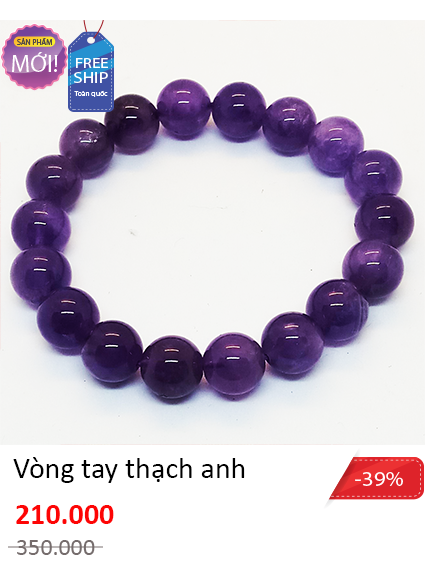 SẢN PHẨM
MỚI!
FREE
SHIP
Toàn quốc
Vòng tay thạch anh
-39%
210.000
350.000